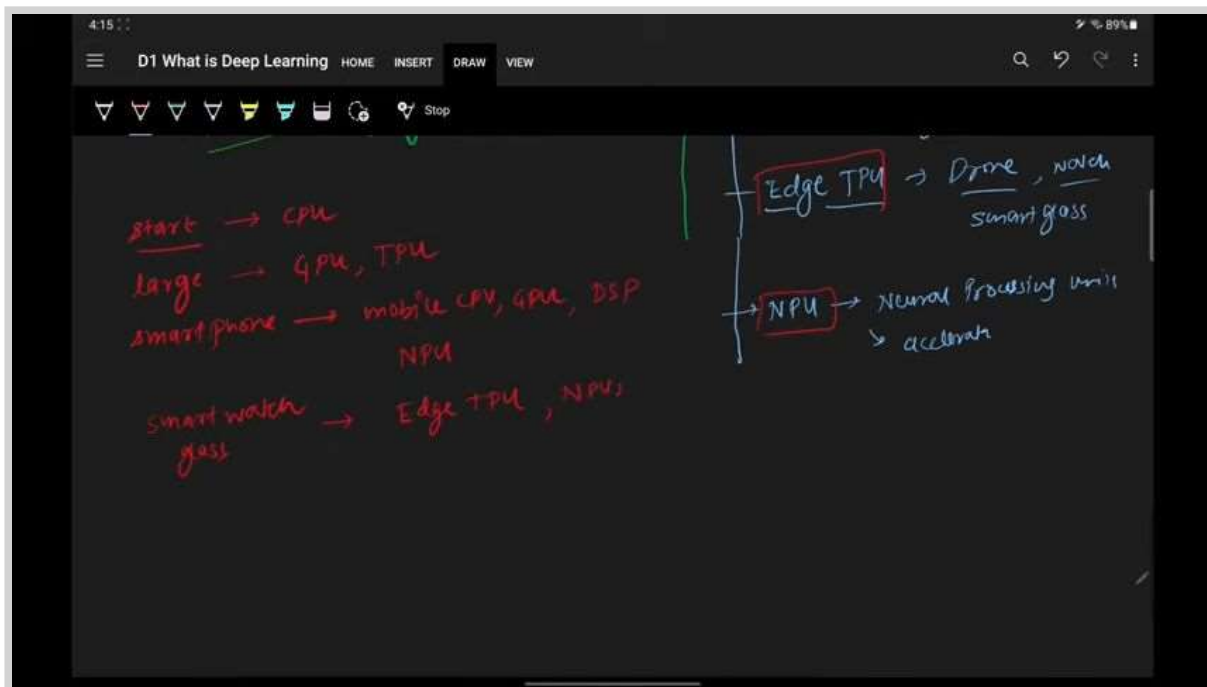 4:15
89%
D1 What is Deep Learning HOME INSERT DRAW VIEW
Stop
start → CPU
large → GPU, TPU
smart phone → mobile CPU, GPU, DSP
NPU
smart watch → Edge TPU, NPU,
glass
Edge TPU → Drone, watch
smart glass
NPU → Neural Processing unit
↘ accelerate